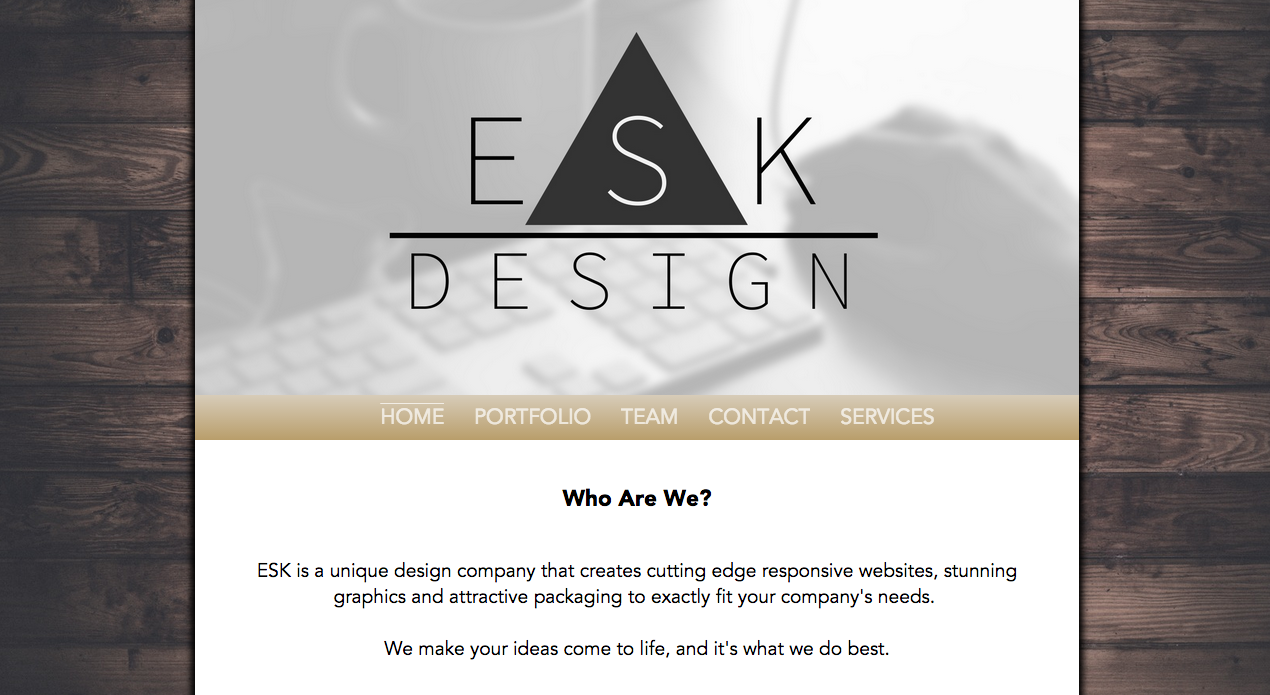 E S K
DESIGN
HOME PORTFOLIO TEAM CONTACT SERVICES
Who Are We?
ESK is a unique design company that creates cutting edge responsive websites, stunning
graphics and attractive packaging to exactly fit your company's needs.
We make your ideas come to life, and it's what we do best.